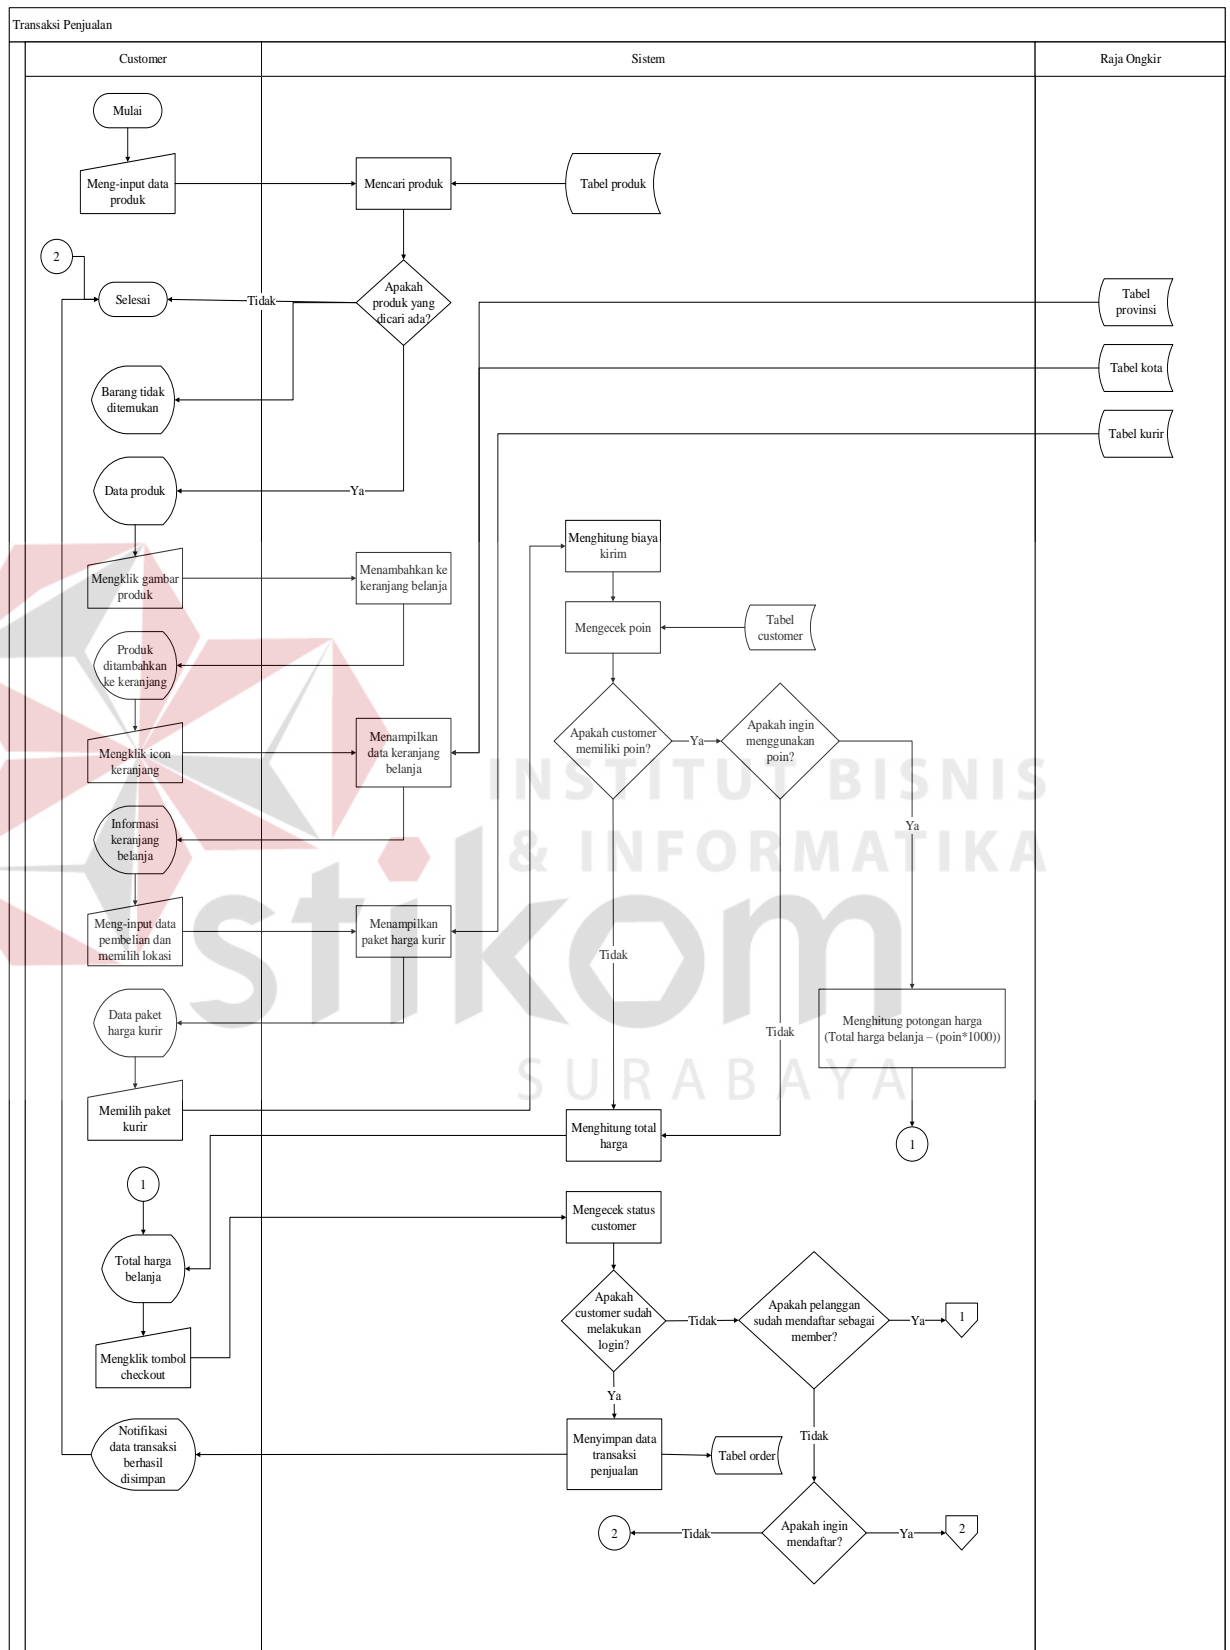 Transaksi Penjualan
Customer
Sistem
Raja Ongkir
Mulai
Meng-input data
produk
Mencari produk
Tabel produk
2
Selesai
Tidak
Apakah
produk yang
dicari ada?
Tabel
provinsi
Barang tidak
ditemukan
Tabel kota
Tabel kurir
Data produk
Ya
Menghitung biaya
kirim
Mengklik gambar
produk
Menambahkan ke
keranjang belanja
Mengecek poin
Tabel
customer
Produk
ditambahkan
ke keranjang
Apakah customer
memiliki poin?
Ya
Apakah ingin
menggunakan
poin?
Mengklik icon
keranjang
Menampilkan
data keranjang
belanja
INSTITUT BISNIS
& INFORMATIKA
stikom
SURABAYA
Informasi
keranjang
belanja
Ya
Meng-input data
pembelian dan
memilih lokasi
Menampilkan
paket harga kurir
Tidak
Data paket
harga kurir
Tidak
Menghitung potongan harga
(Total harga belanja – (poin*1000))
Memilih paket
kurir
Menghitung total
harga
1
1
Mengecek status
customer
Total harga
belanja
Apakah
customer sudah
melakukan
login?
Tidak
Apakah pelanggan
sudah mendaftar sebagai
member?
Ya
1
Mengklik tombol
checkout
Ya
Notifikasi
data transaksi
berhasil
disimpan
Menyimpan data
transaksi
penjualan
Tabel order
Tidak
2
Tidak
Apakah ingin
mendaftar?
Ya
2